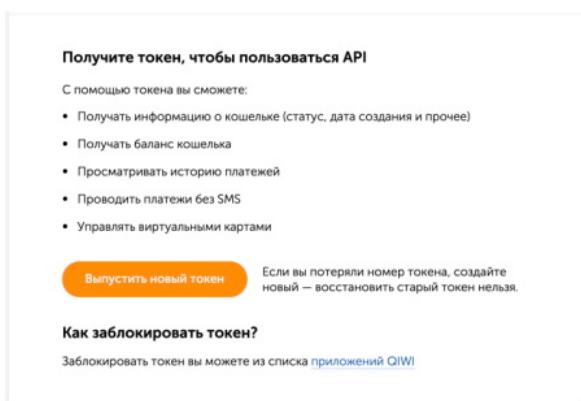 Получите токен, чтобы пользоваться API
С помощью токена вы сможете:
• Получать информацию о кошельке (статус, дата создания и прочее)
• Получать баланс кошелька
• Просматривать историю платежей
• Проводить платежи без SMS
• Управлять виртуальными картами
Выпустить новый токен
Если вы потеряли номер токена, создайте
новый — восстановить старый токен нельзя.
Как заблокировать токен?
Заблокировать токен вы можете из списка приложений QIWI